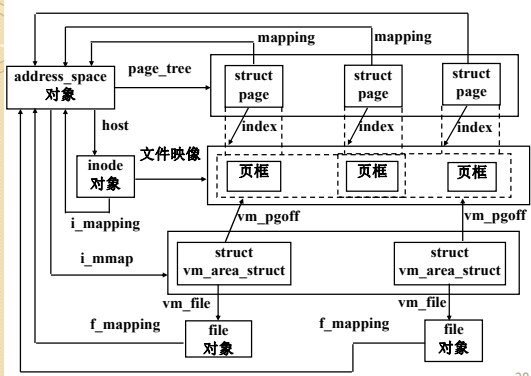 mapping
mapping
address_space
对象
page_tree
struct
page
struct
page
struct
page
host
index
index
index
文件映像
inode
对象
页框
页框
页框
i_mapping
vm_pgoff
vm_pgoff
i_mmap
struct
vm_area_struct
struct
vm_area_struct
vm_file
vm_file
f_mapping
file
对象
f_mapping
file
对象